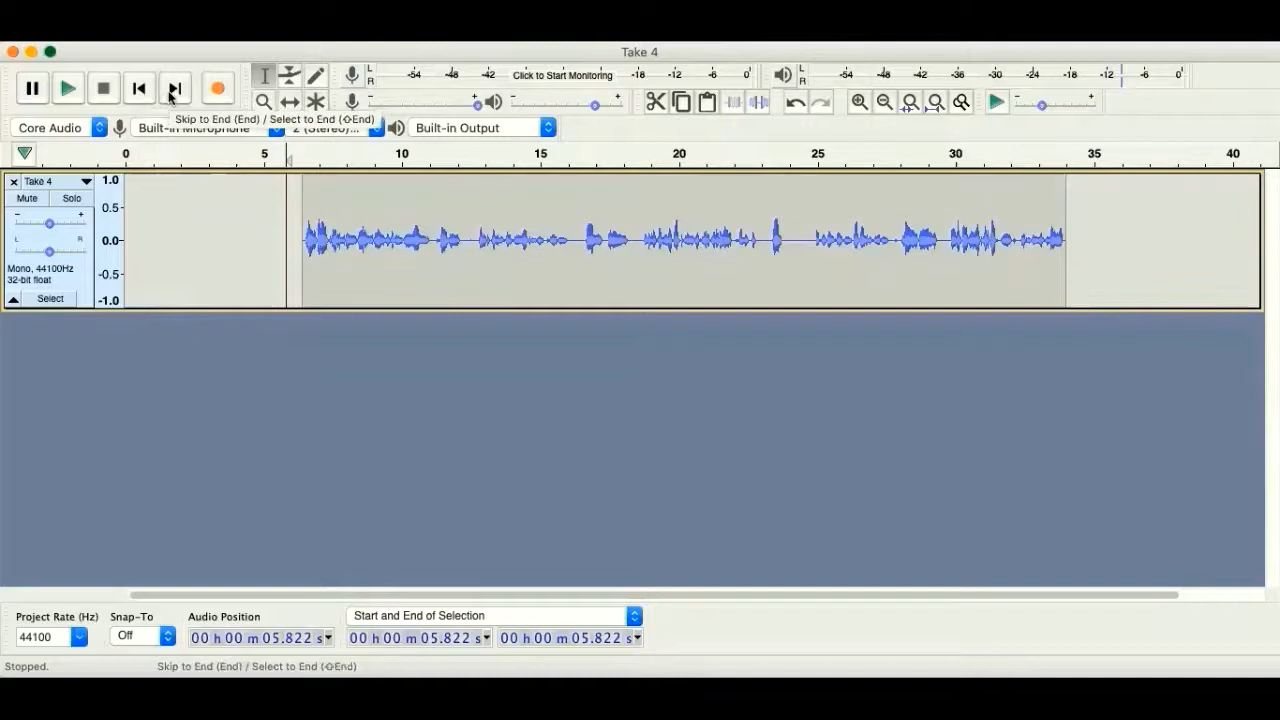 Take 4
L
R
-54 -48 -42 Click to Start Monitoring -18 -12 -6 0
L
R
-54 -48 -42 -36 -30 -24 -18 -12 -6 0
- + - + - +
Skip to End (End) / Select to End (⇧End)
Core Audio Built-in Microphone 2 (Stereo)... Built-in Output
0 5 10 15 20 25 30 35 40
Take 4
Mute Solo
- +
L R
Mono, 44100Hz
32-bit float
Select
1.0
0.5
0.0
-0.5
-1.0
Project Rate (Hz) Snap-To Audio Position Start and End of Selection
44100 Off 00 h 00 m 05.822 s 00 h 00 m 05.822 s 00 h 00 m 05.822 s
Stopped. Skip to End (End) / Select to End (⇧End)